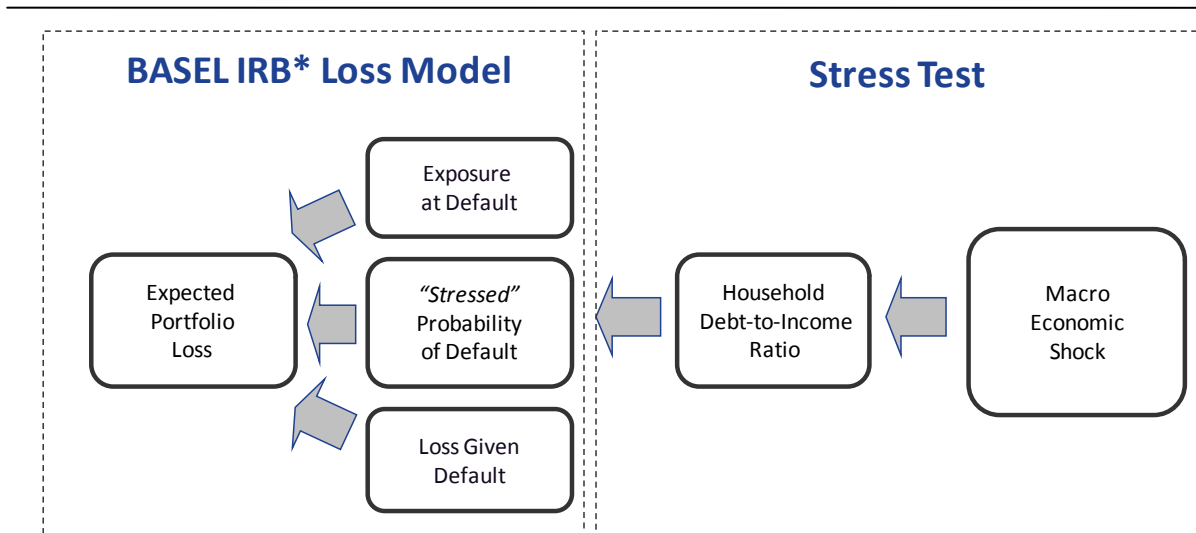 BASEL IRB* Loss Model
Stress Test
Exposure
at Default
Expected
Portfolio
Loss
“Stressed”
Probability
of Default
Household
Debt-to-Income
Ratio
Macro
Economic
Shock
Loss Given
Default